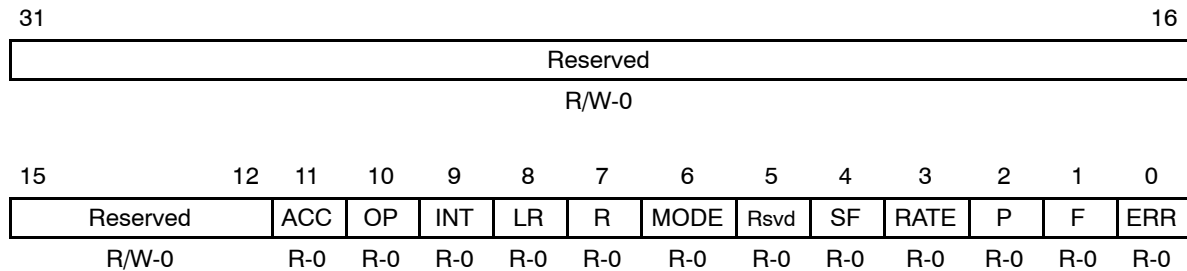 31 16
Reserved
R/W-0
15 12 11 10 9 8 7 6 5 4 3 2 1 0
Reserved ACC OP INT LR R MODE Rsvd SF RATE P F ERR
R/W-0 R-0 R-0 R-0 R-0 R-0 R-0 R-0 R-0 R-0 R-0 R-0 R-0